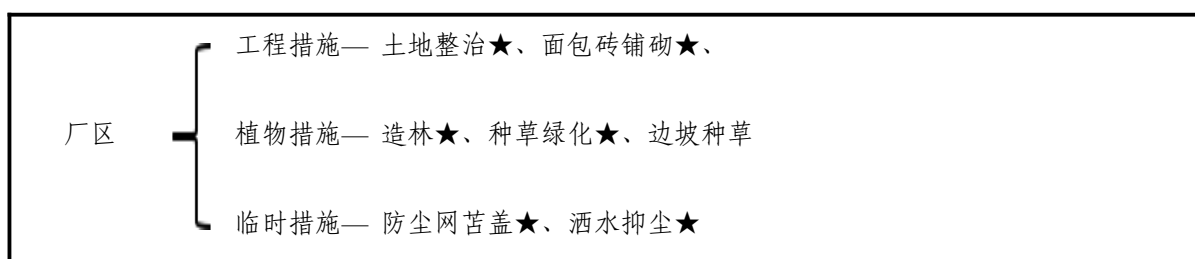 工程措施— 土地整治★、面包砖铺砌★、
厂区
植物措施— 造林★、种草绿化★、边坡种草
临时措施— 防尘网苫盖★、洒水抑尘★